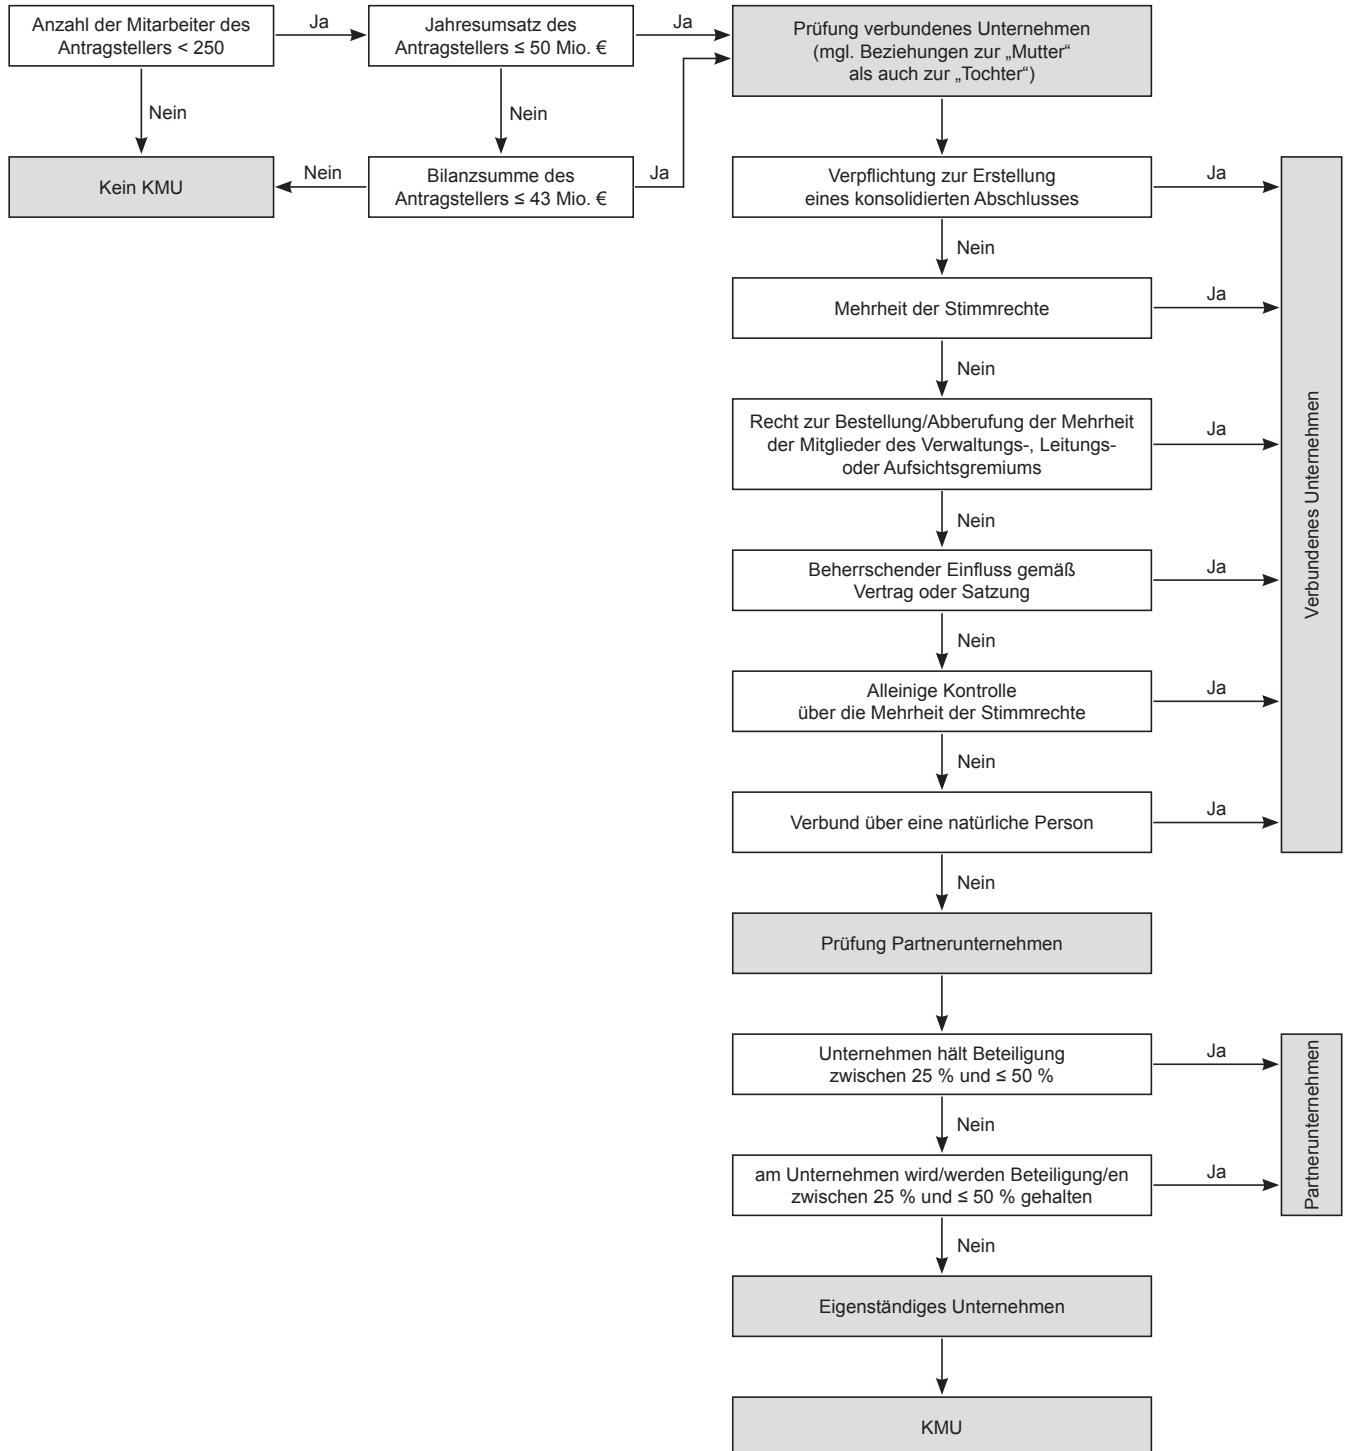 Anzahl der Mitarbeiter des
Antragstellers < 250
Ja
Jahresumsatz des
Antragstellers ≤ 50 Mio. €
Ja
Prüfung verbundenes Unternehmen
(mgl. Beziehungen zur „Mutter“
als auch zur „Tochter“)
Nein
Nein
Kein KMU
Nein
Bilanzsumme des
Antragstellers ≤ 43 Mio. €
Ja
Verpflichtung zur Erstellung
eines konsolidierten Abschlusses
Ja
Nein
Mehrheit der Stimmrechte
Ja
Nein
Recht zur Bestellung/Abberufung der Mehrheit
der Mitglieder des Verwaltungs-, Leitungs-
oder Aufsichtsgremiums
Ja
Nein
Beherrschender Einfluss gemäß
Vertrag oder Satzung
Ja
Nein
Alleinige Kontrolle
über die Mehrheit der Stimmrechte
Ja
Nein
Verbund über eine natürliche Person
Ja
Verbundenes Unternehmen
Nein
Prüfung Partnerunternehmen
Unternehmen hält Beteiligung
zwischen 25 % und ≤ 50 %
Ja
Nein
am Unternehmen wird/werden Beteiligung/en
zwischen 25 % und ≤ 50 % gehalten
Ja
Partnerunternehmen
Nein
Eigenständiges Unternehmen
KMU